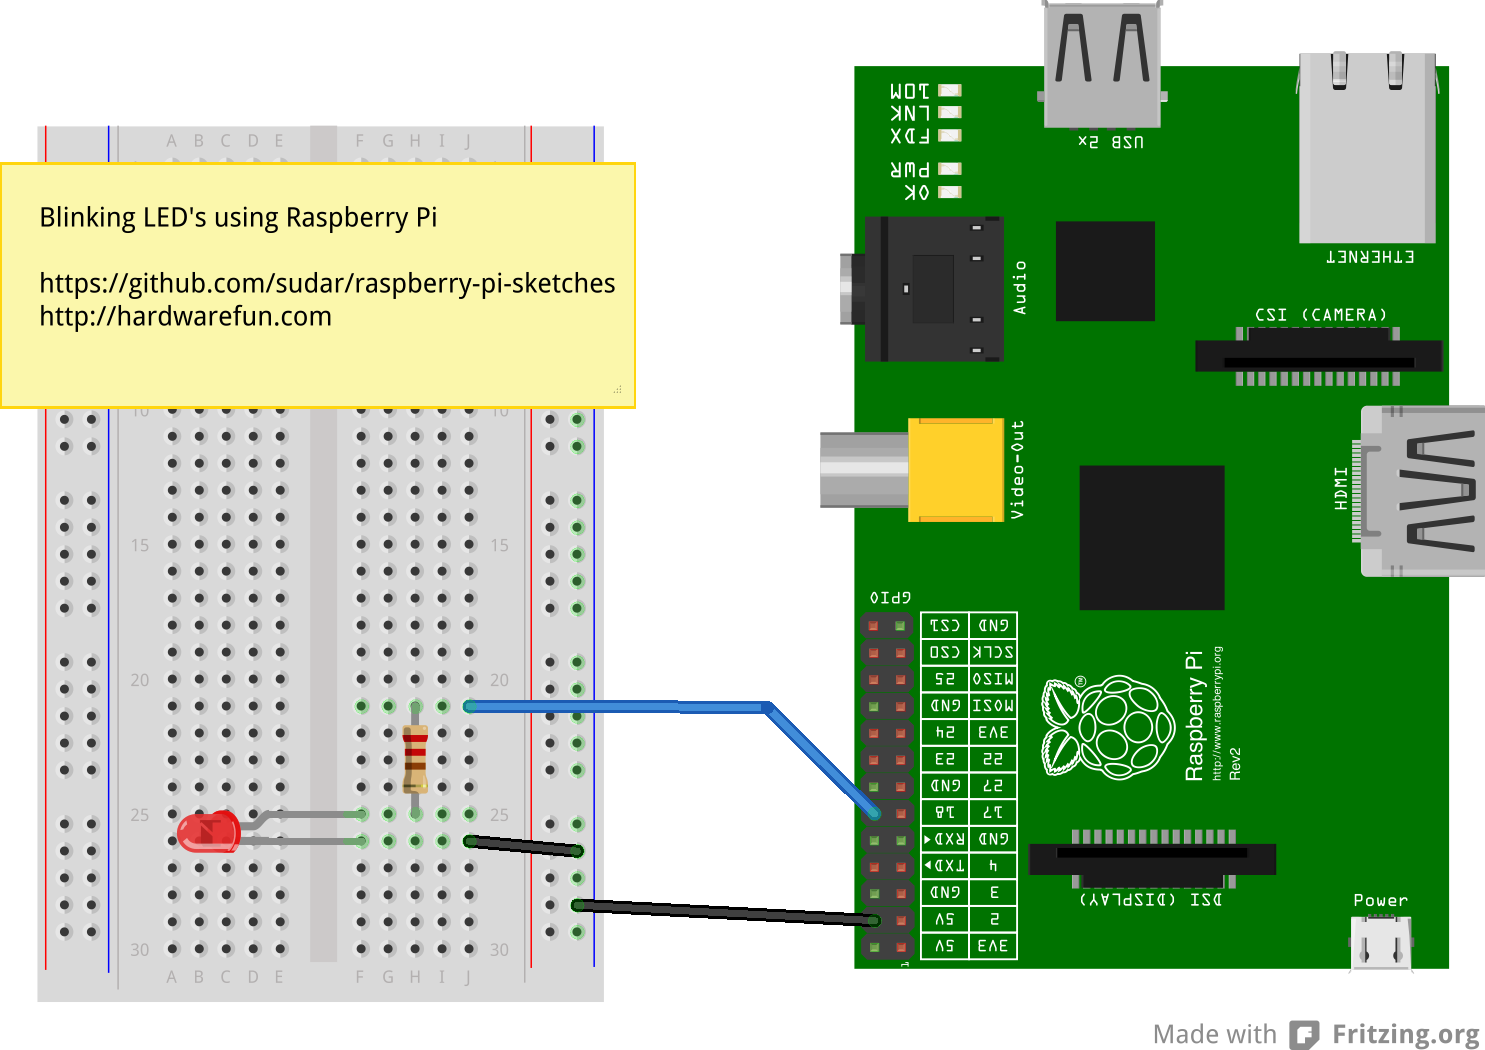 A B C D E F G H I J
Blinking LED's using Raspberry Pi
https://github.com/sudar/raspberry-pi-sketches
http://hardwarefun.com
10 10
15 15
20 20
25 25
30 30
A B C D E F G H I J
10M
LNK
FDX
PWR
OK
USB 2x
ETHERNET
Audio
CSI (CAMERA)
Video-Out
HDMI
GPIO
CS1 GND
CS0 SCLK
25 MISO
GND MOSI
24 3V3
23 22
GND 27
18 17
RXD GND
TXD 4
GND 3
5V 2
5V 3V3
1
TM
Raspberry Pi
http://www.raspberrypi.org
Rev2
DSI (DISPLAY)
Power
Made with Fritzing.org